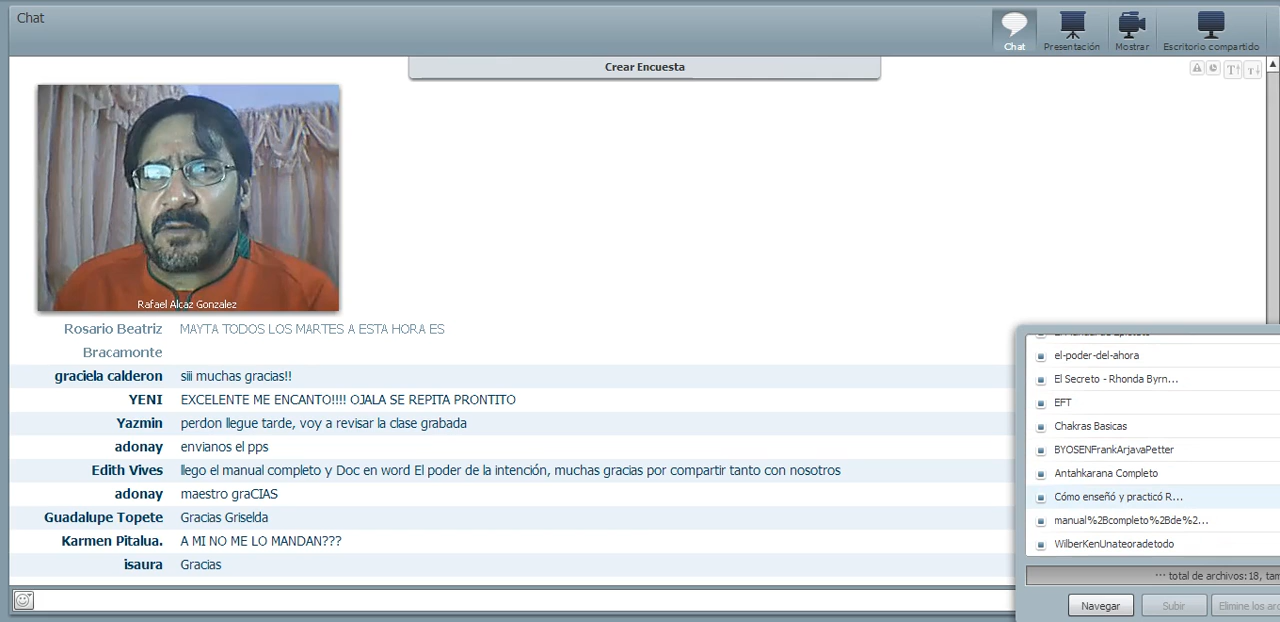 Chat
Chat
Presentación
Mostrar
Escritorio compartido
Crear Encuesta
Rafael Alcaz Gonzalez
Rosario Beatriz Bracamonte
MAYTA TODOS LOS MARTES A ESTA HORA ES
graciela calderon siii muchas gracias!!
YENI EXCELENTE ME ENCANTO!!!! OJALA SE REPITA PRONTITO
Yazmin perdon llegue tarde, voy a revisar la clase grabada
adonay envianos el pps
Edith Vives llego el manual completo y Doc en word El poder de la intención, muchas gracias por compartir tanto con nosotros
adonay maestro graCIAS
Guadalupe Topete Gracias Griselda
Karmen Pitalua. A MI NO ME LO MANDAN???
isaura Gracias
el-poder-del-ahora
El Secreto - Rhonda Byrn...
EFT
Chakras Basicas
BYOSENFrankArjavaPetter
Antahkarana Completo
Cómo enseñó y practicó R...
manual%2Bcompleto%2Bde%2...
WilberKenUnateoradetodo
··· total de archivos:18, tam
Navegar
Subir
Elimine los arc